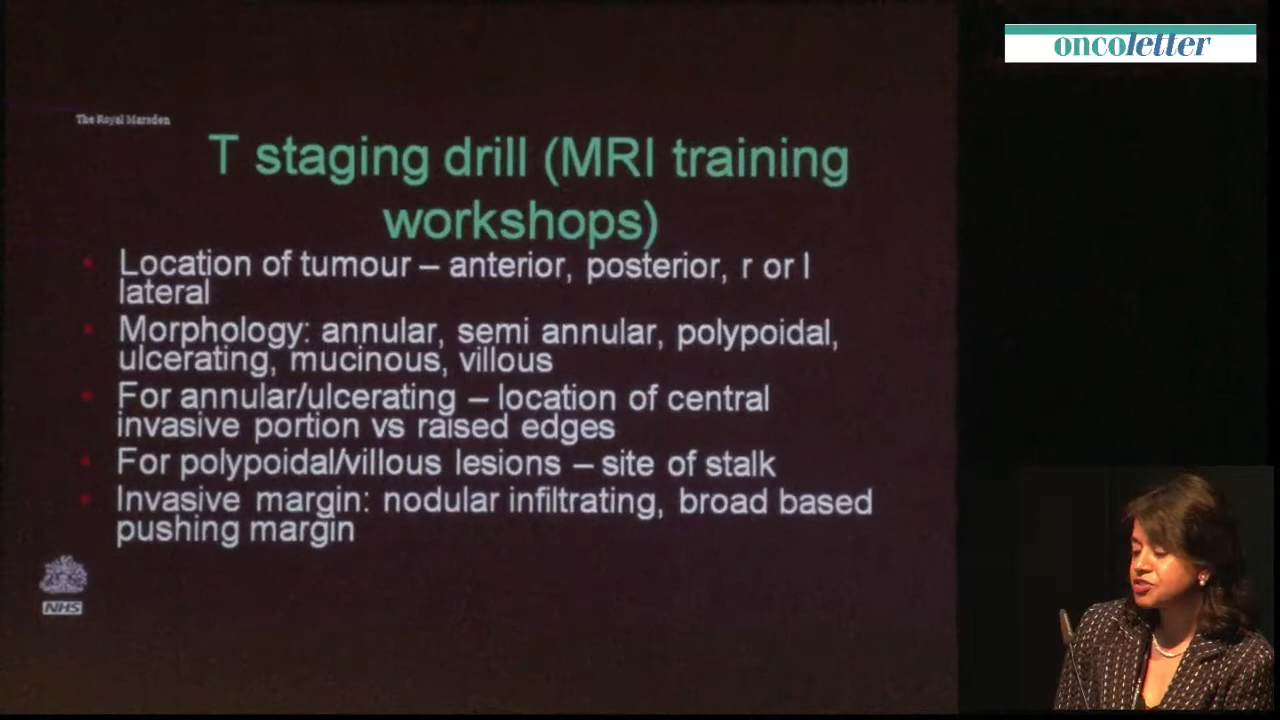 oncoletter
The Royal Marsden
T staging drill (MRI training
workshops)
Location of tumour – anterior, posterior, r or l
lateral
Morphology: annular, semi annular, polypoidal,
ulcerating, mucinous, villous
For annular/ulcerating – location of central
invasive portion vs raised edges
For polypoidal/villous lesions – site of stalk
Invasive margin: nodular infiltrating, broad based
pushing margin
NHS